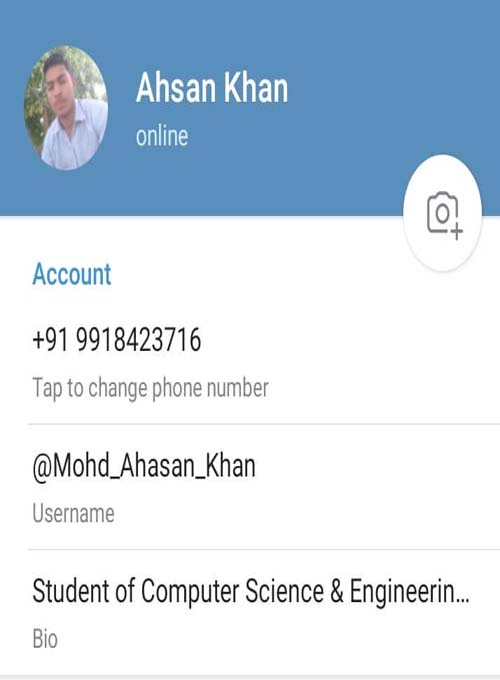 Ahsan Khan
online
Account
+91 9918423716
Tap to change phone number
@Mohd_Ahasan_Khan
Username
Student of Computer Science & Engineerin...
Bio